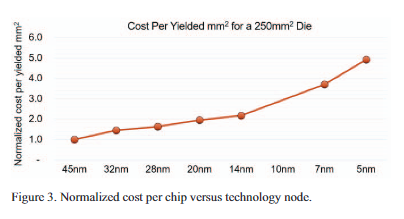 Cost Per Yielded mm² for a 250mm² Die
Normalized cost per yielded mm²
6.0
5.0
4.0
3.0
2.0
1.0
-
45nm 32nm 28nm 20nm 14nm 10nm 7nm 5nm
Figure 3. Normalized cost per chip versus technology node.